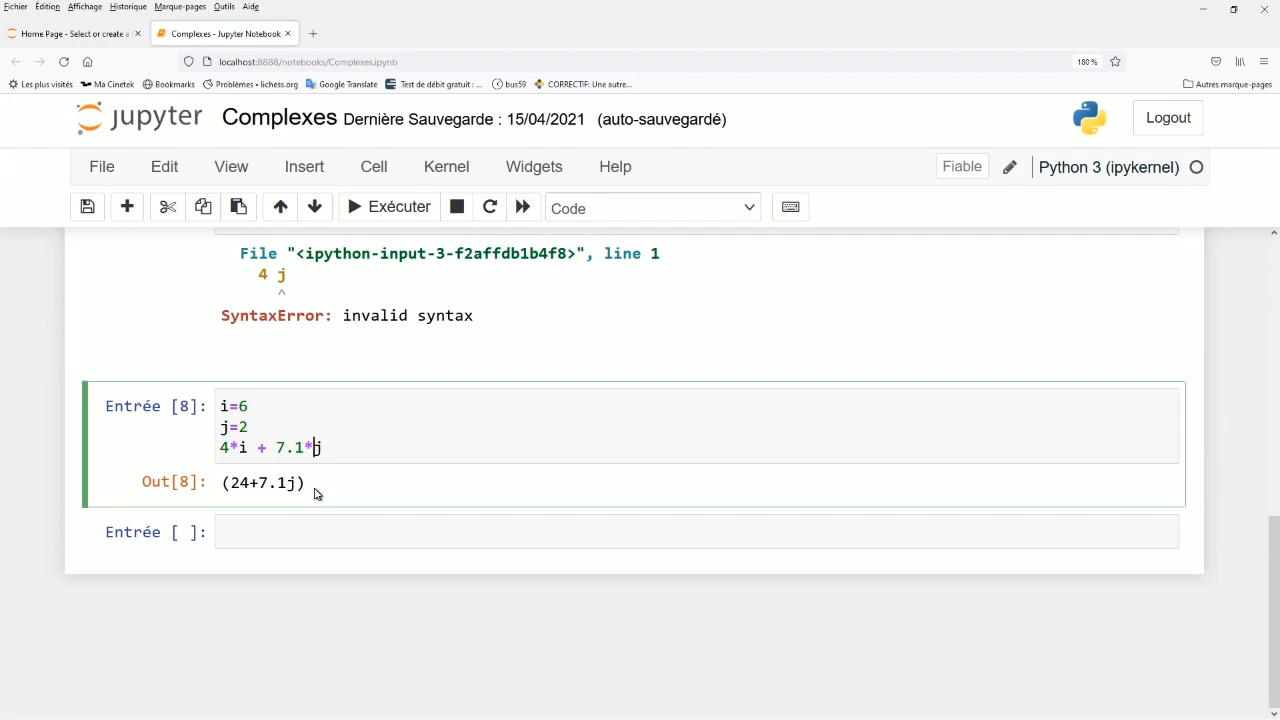 Fichier Édition Affichage Historique Marque-pages Outils Aide
Home Page - Select or create a
Complexes - Jupyter Notebook
localhost:8888/notebooks/Complexes.ipynb
180 %
Les plus visités Ma Cinetek Bookmarks Problèmes • lichess.org Google Translate Test de débit gratuit : ... bus59 CORRECTIF: Une autre... Autres marque-pages
jupyter Complexes Dernière Sauvegarde : 15/04/2021 (auto-sauvegardé) Logout
File Edit View Insert Cell Kernel Widgets Help Fiable Python 3 (ipykernel)
Exécuter Code
File "<ipython-input-3-f2affdb1b4f8>", line 1
4 j
^
SyntaxError: invalid syntax
Entrée [8]: i=6
j=2
4*i + 7.1*j
Out[8]: (24+7.1j)
Entrée [ ]: